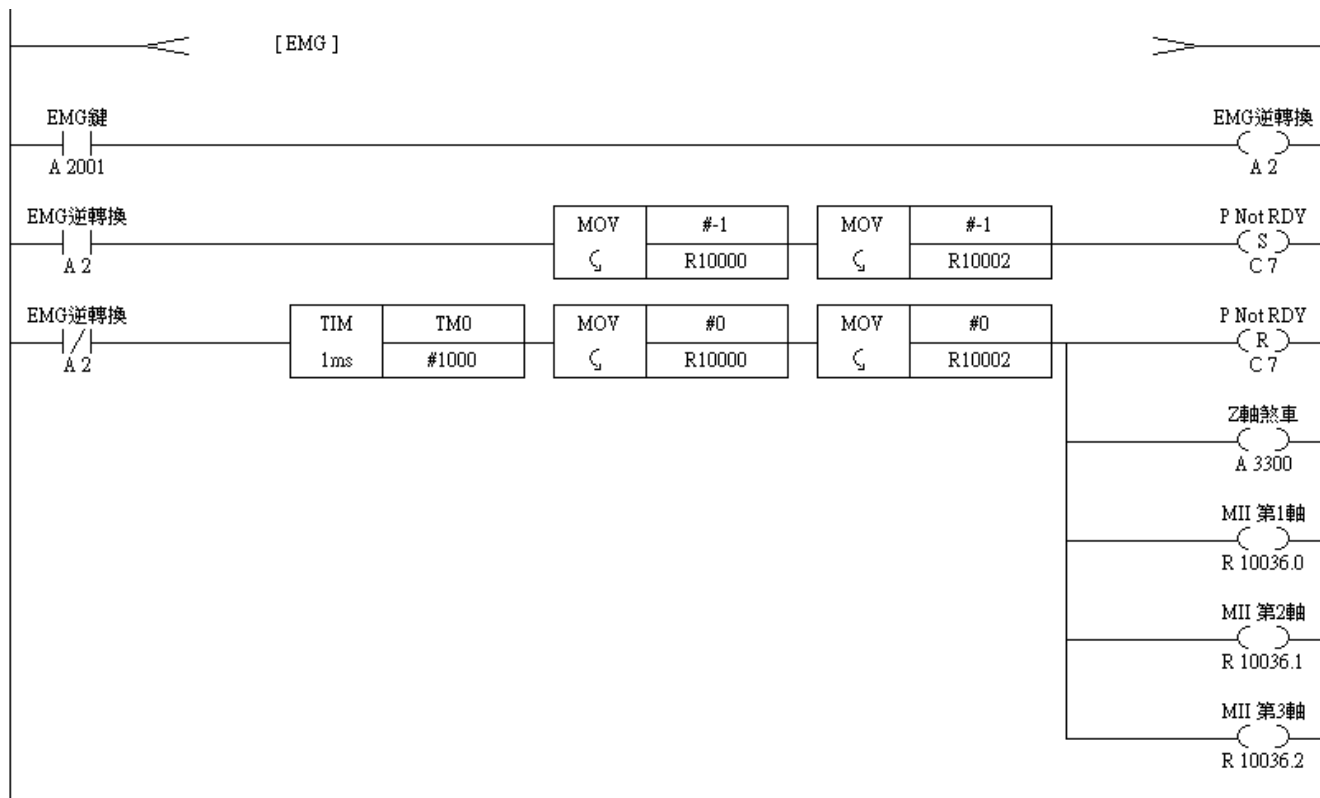 [ EMG ]
EMG鍵
A 2001
EMG逆轉換
A 2
EMG逆轉換
A 2
MOV
#-1
R10000
MOV
#-1
R10002
P Not RDY
S
C 7
EMG逆轉換
A 2
TIM
TM0
1ms
#1000
MOV
#0
R10000
MOV
#0
R10002
P Not RDY
R
C 7
Z軸煞車
A 3300
MII 第1軸
R 10036.0
MII 第2軸
R 10036.1
MII 第3軸
R 10036.2